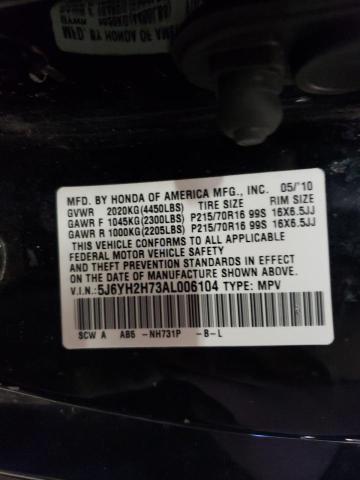 MFD. BY HONDA OF AMERICA MFG., INC. 05/'10
GVWR 2020KG(4450LBS) TIRE SIZE RIM SIZE
GAWR F 1045KG(2300LBS) P215/70R16 99S 16X6.5JJ
GAWR R 1000KG(2205LBS) P215/70R16 99S 16X6.5JJ
THIS VEHICLE CONFORMS TO ALL APPLICABLE
FEDERAL MOTOR VEHICLE SAFETY
AND THEFT PREVENTION STANDARDS IN EFFECT
ON THE DATE OF MANUFACTURE SHOWN ABOVE.
V.I.N.: 5J6YH2H73AL006104 TYPE: MPV
SCW A AB5 -NH731P -B-L